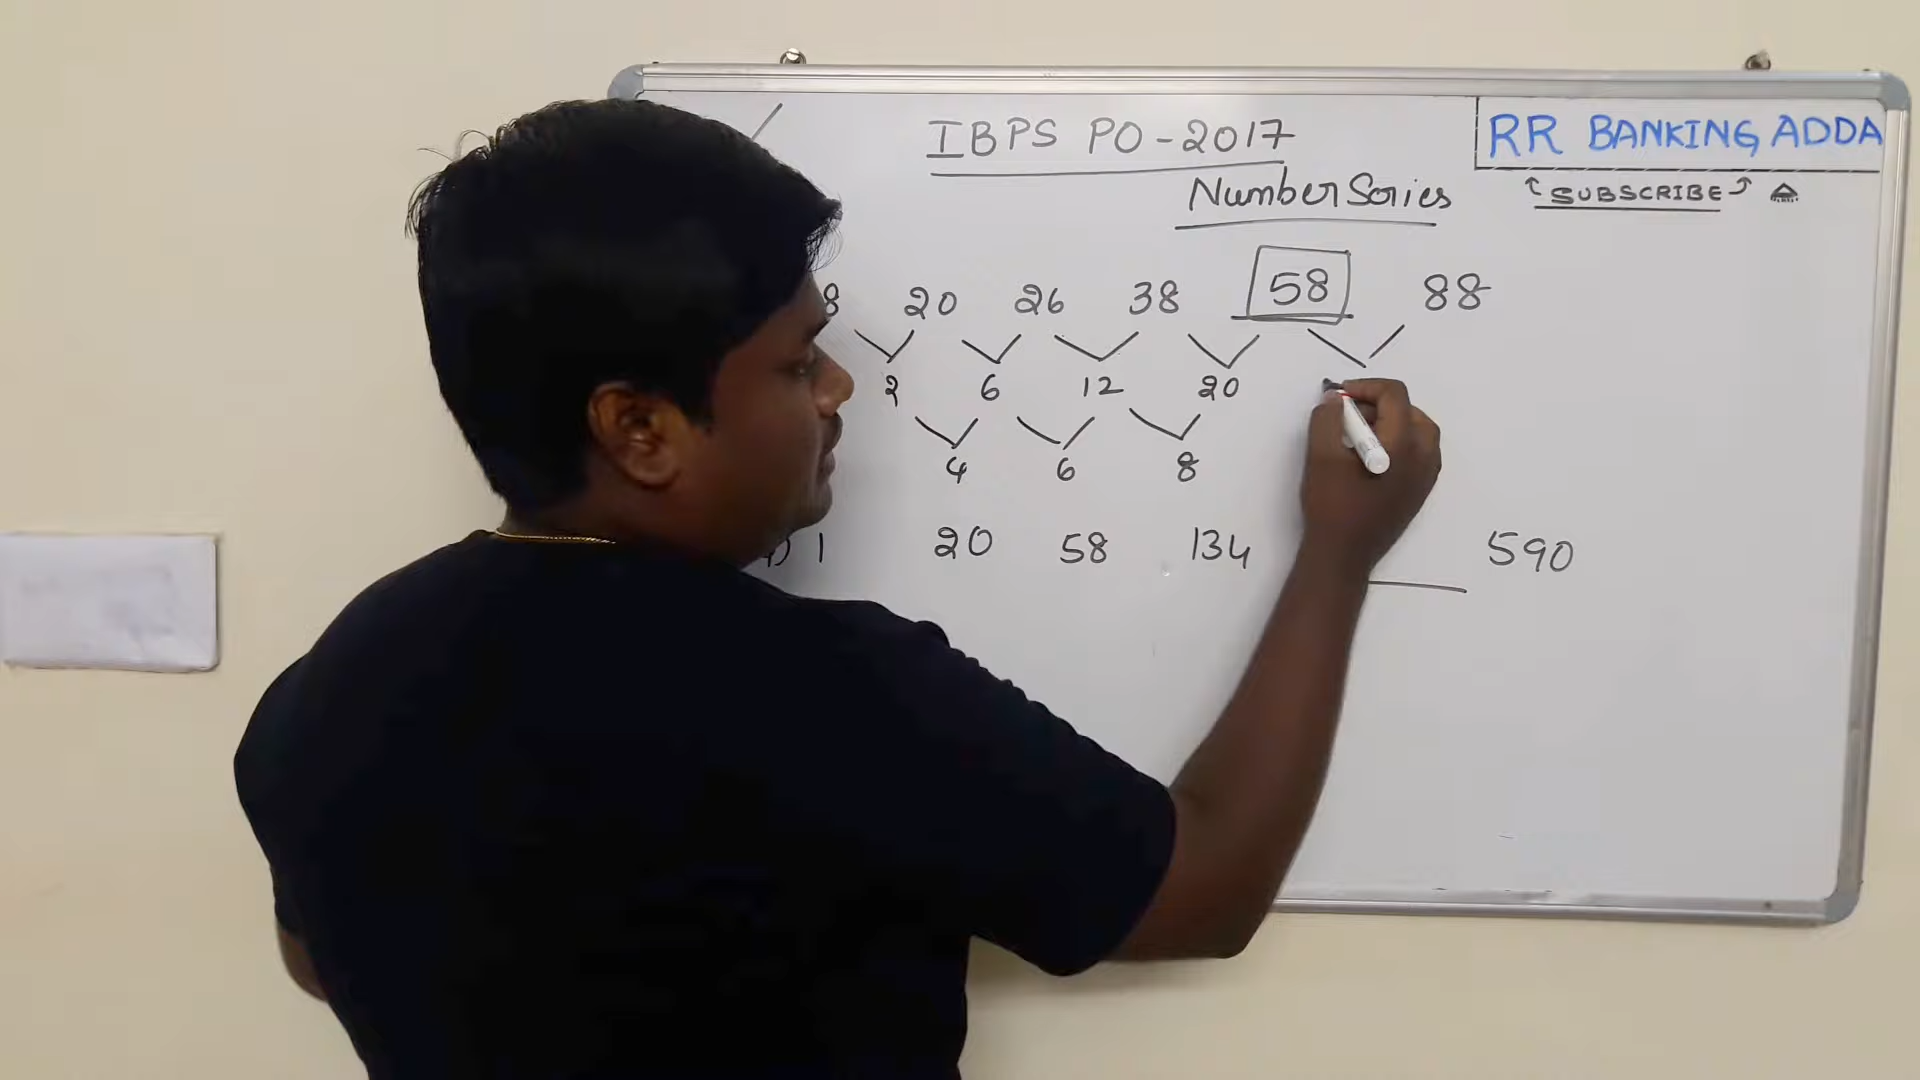 IBPS PO-2017
RR BANKING ADDA
Number Series
SUBSCRIBE
8 20 26 38 58 88
2 6 12 20
4 6 8
1 20 58 134 590